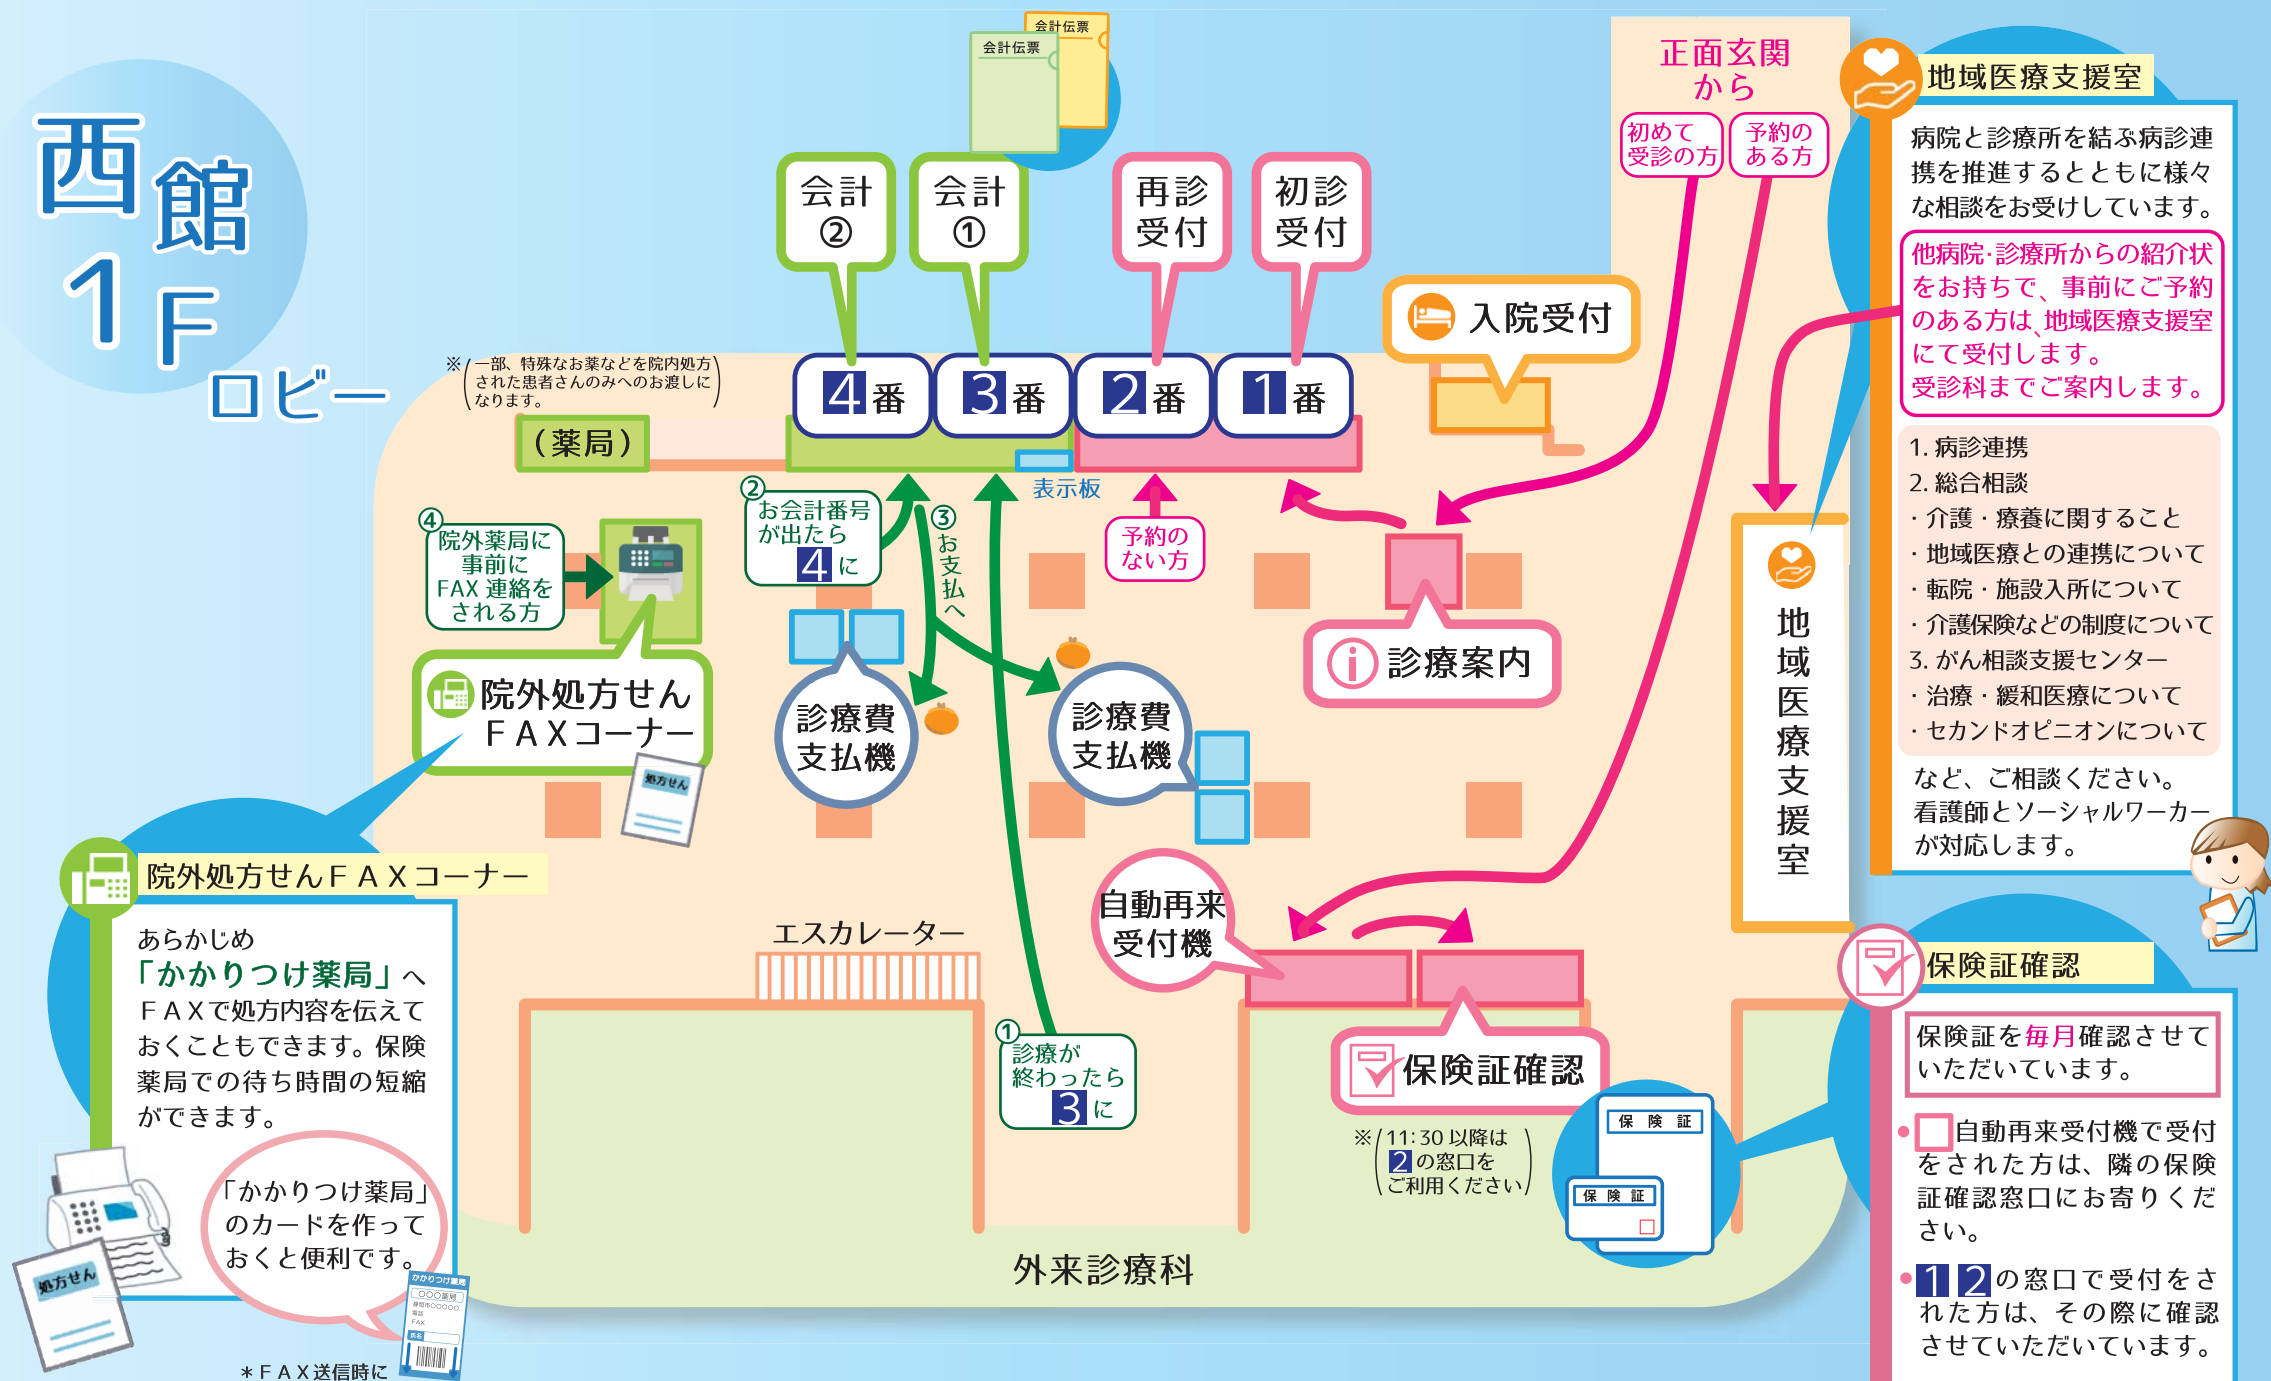 西館
1F
ロビー
会計伝票
会計伝票
会計
②
会計
①
再診
受付
初診
受付
入院受付
正面玄関
から
初めて
受診の方
予約の
ある方
※(一部、特殊なお薬などを院内処方
された患者さんのみへのお渡しに
なります。)
4番
3番
2番
1番
(薬局)
表示板
②
お会計番号
が出たら
4に
③お支払へ
予約の
ない方
④
院外薬局に
事前に
FAX 連絡を
される方
院外処方せん
FAXコーナー
処方せん
診療費
支払機
診療費
支払機
診療案内
地域医療支援室
自動再来
受付機
エスカレーター
①
診療が
終わったら
3に
保険証確認
※(11:30 以降は
2の窓口を
ご利用ください)
保険証
保険証
外来診療科
院外処方せんFAXコーナー
あらかじめ
「かかりつけ薬局」へ
FAXで処方内容を伝えて
おくこともできます。保険
薬局での待ち時間の短縮
ができます。
「かかりつけ薬局」
のカードを作って
おくと便利です。
処方せん
かかりつけ薬局
○○○薬局
静岡市○○○○○
電話
FAX
氏名
*FAX送信時に
地域医療支援室
病院と診療所を結ぶ病診連
携を推進するとともに様々
な相談をお受けしています。
他病院・診療所からの紹介状
をお持ちで、事前にご予約
のある方は、地域医療支援室
にて受付します。
受診科までご案内します。
1. 病診連携
2. 総合相談
・介護・療養に関すること
・地域医療との連携について
・転院・施設入所について
・介護保険などの制度について
3. がん相談支援センター
・治療・緩和医療について
・セカンドオピニオンについて
など、ご相談ください。
看護師とソーシャルワーカー
が対応します。
保険証確認
保険証を毎月確認させて
いただいています。
•□自動再来受付機で受付
をされた方は、隣の保険
証確認窓口にお寄りくだ
さい。
•1 2の窓口で受付をさ
れた方は、その際に確認
させていただいています。